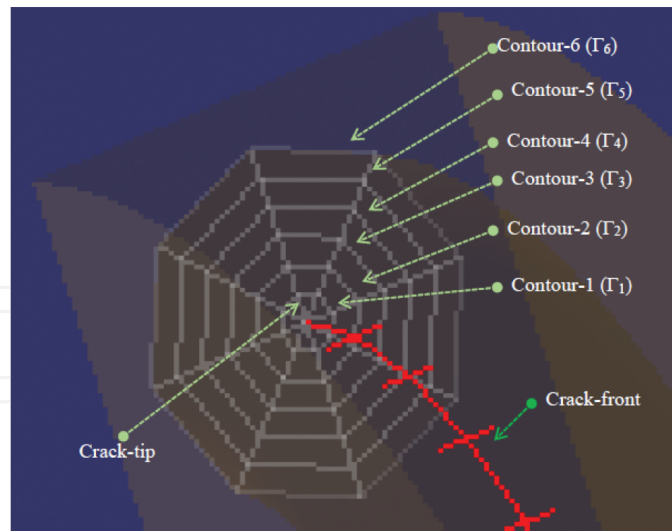 Contour-6 (Γ₆)
Contour-5 (Γ₅)
Contour-4 (Γ₄)
Contour-3 (Γ₃)
Contour-2 (Γ₂)
Contour-1 (Γ₁)
Crack-front
Crack-tip